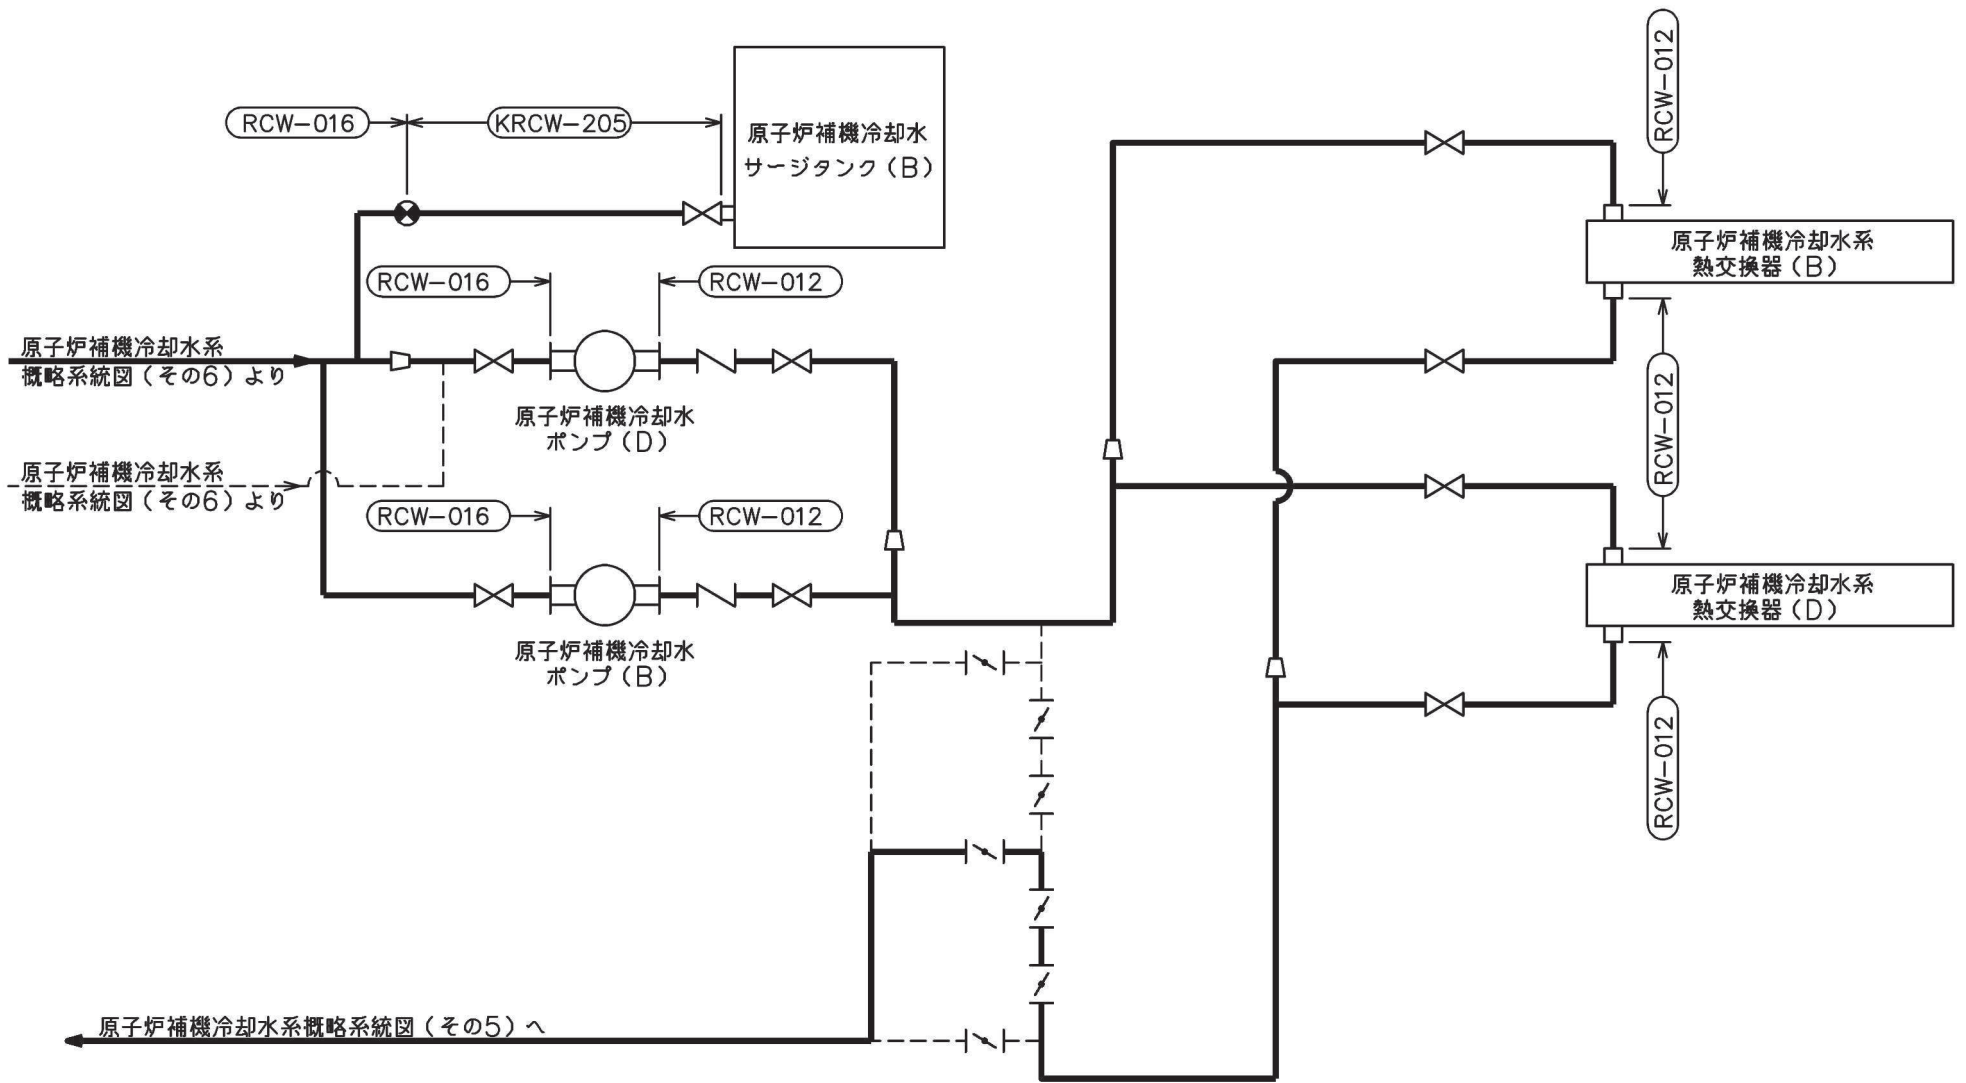 RCW-012
RCW-016
KRCW-205
原子炉補機冷却水
サージタンク(B)
原子炉補機冷却水系
熱交換器(B)
RCW-016
RCW-012
原子炉補機冷却水系
概略系統図(その6)より
原子炉補機冷却水
ポンプ(D)
RCW-012
原子炉補機冷却水系
概略系統図(その6)より
RCW-016
RCW-012
原子炉補機冷却水系
熱交換器(D)
原子炉補機冷却水
ポンプ(B)
RCW-012
原子炉補機冷却水系概略系統図(その5)へ